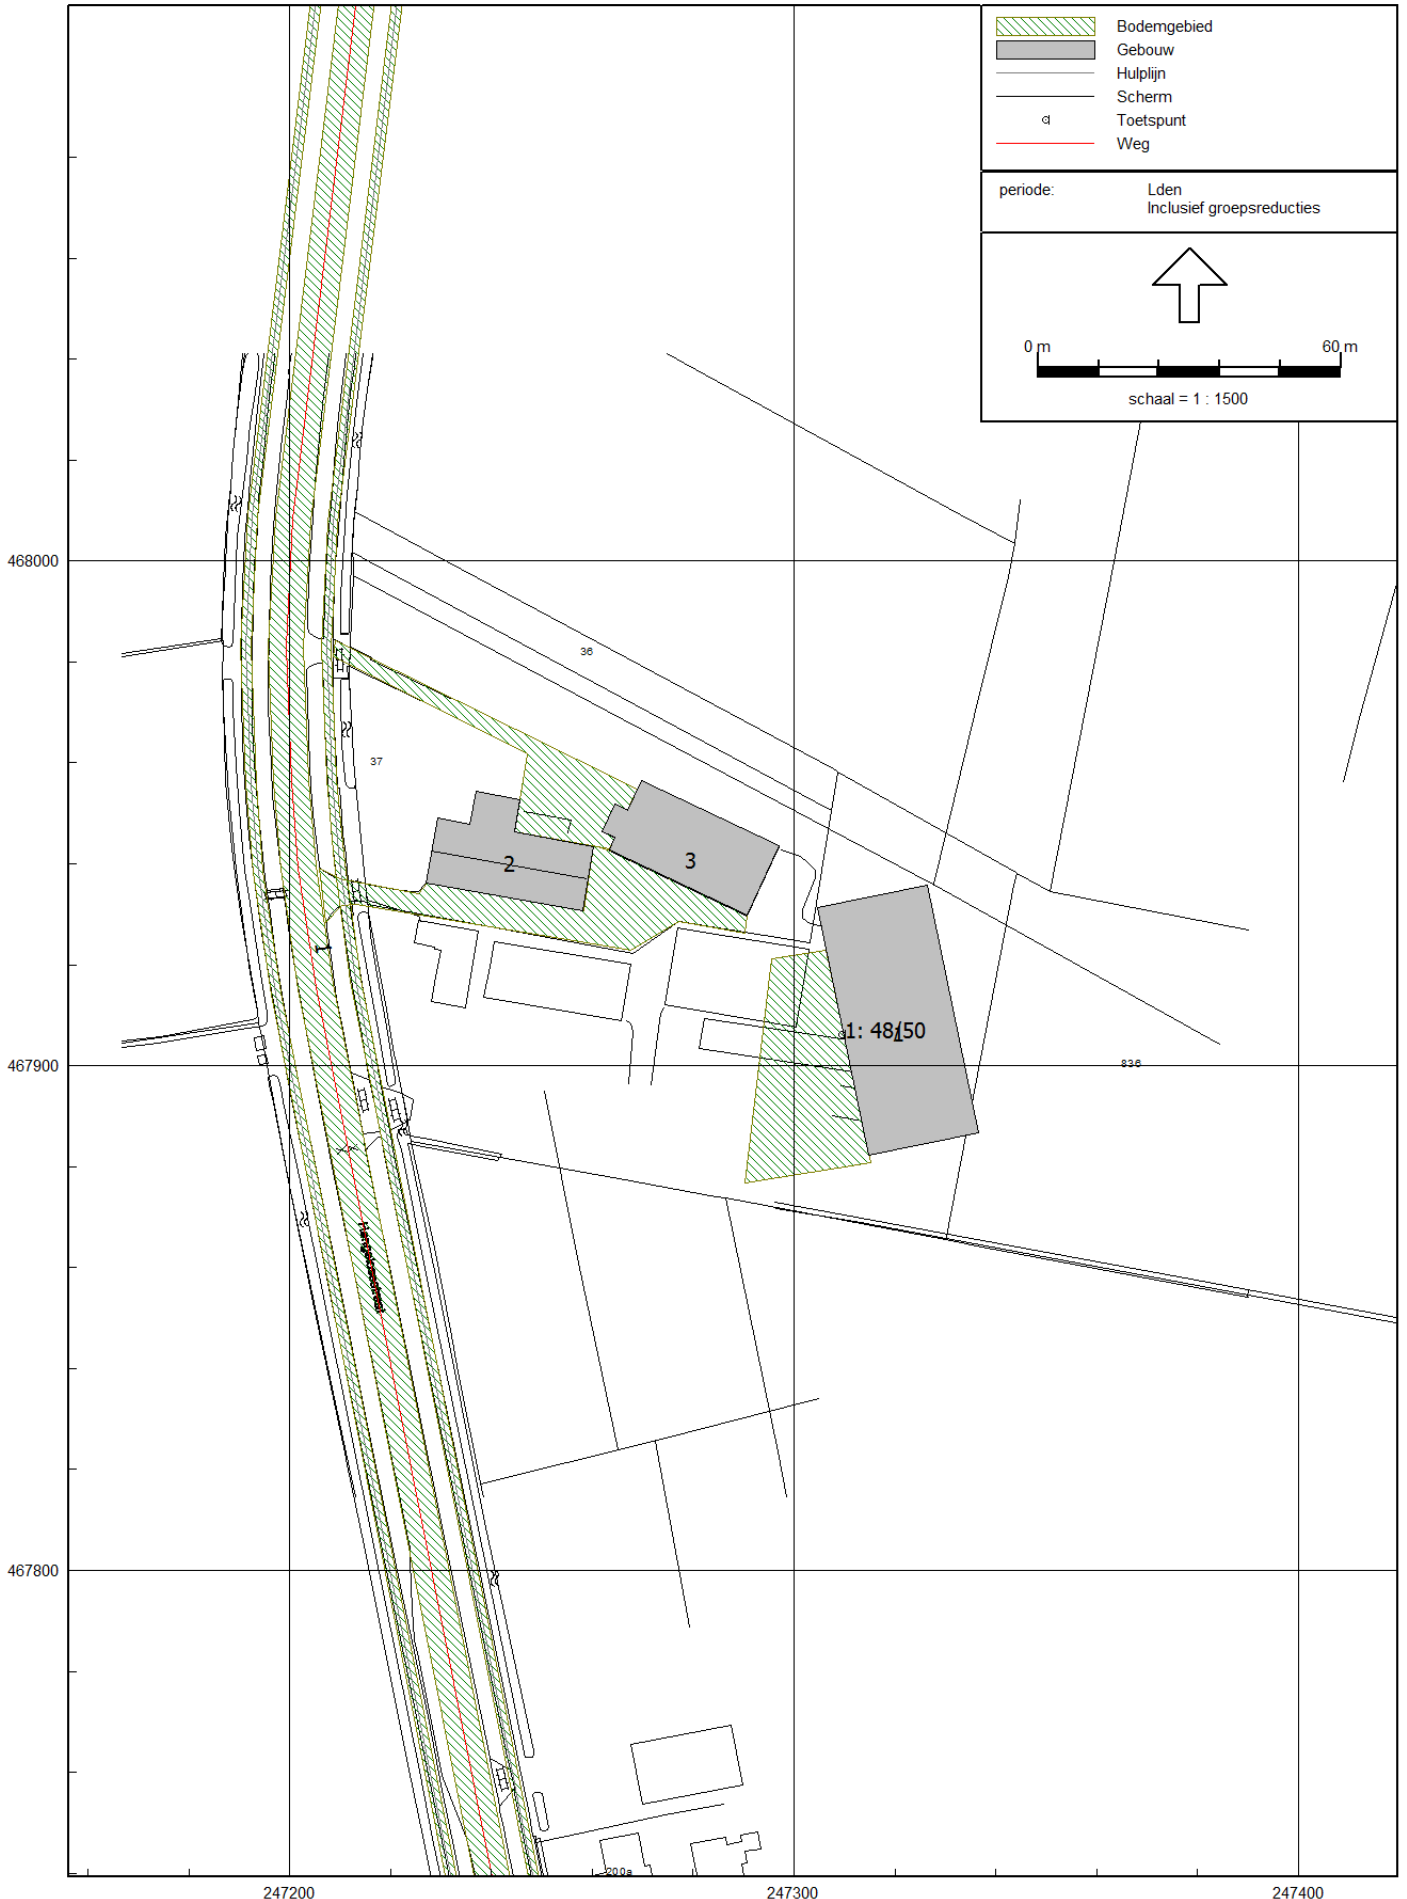 Bodemgebied
Gebouw
Hulplijn
Scherm
Toetspunt
Weg
periode: Lden
Inclusief groepsreducties
0 m 60 m
schaal = 1 : 1500
468000
36
37
2
3
1: 48/50
1
836
467900
467800
200a
247200 247300 247400